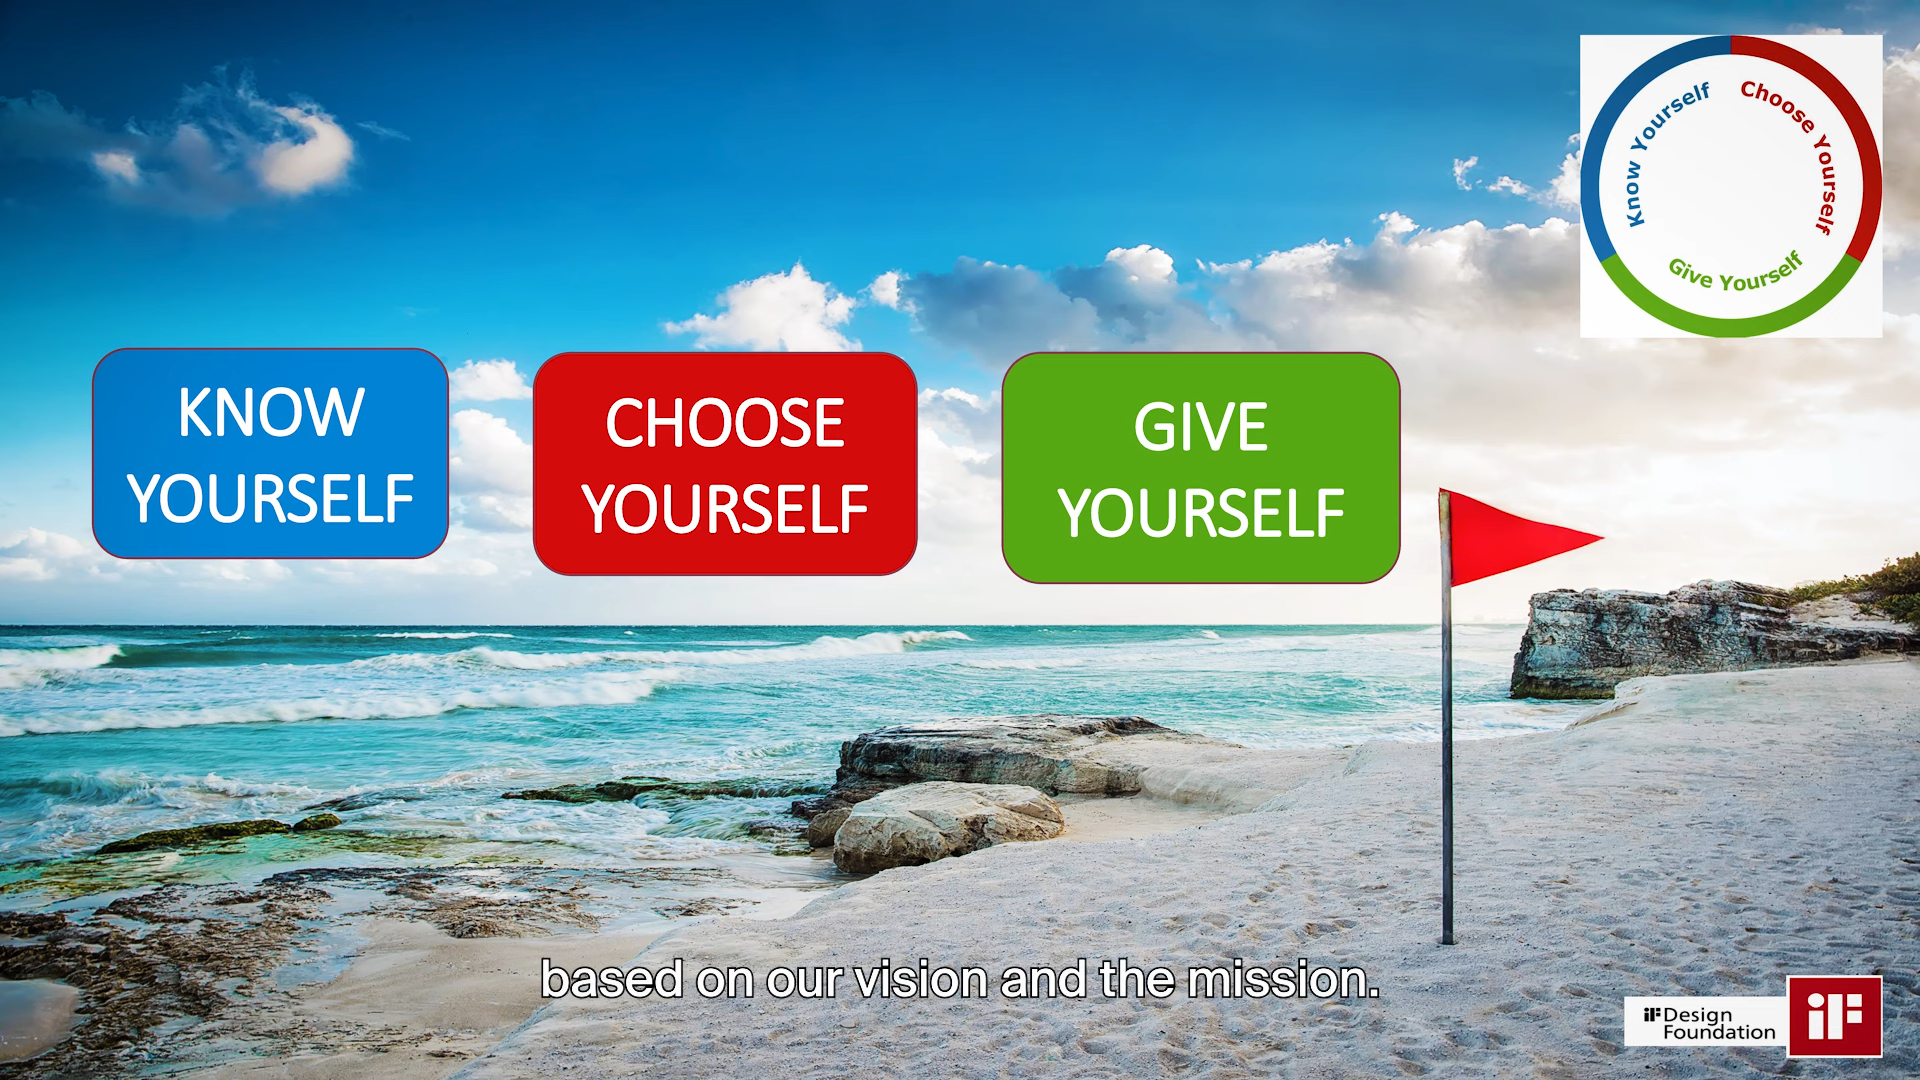 Know Yourself
Choose Yourself
Give Yourself
KNOW
YOURSELF
CHOOSE
YOURSELF
GIVE
YOURSELF
based on our vision and the mission.
iF Design
Foundation
iF